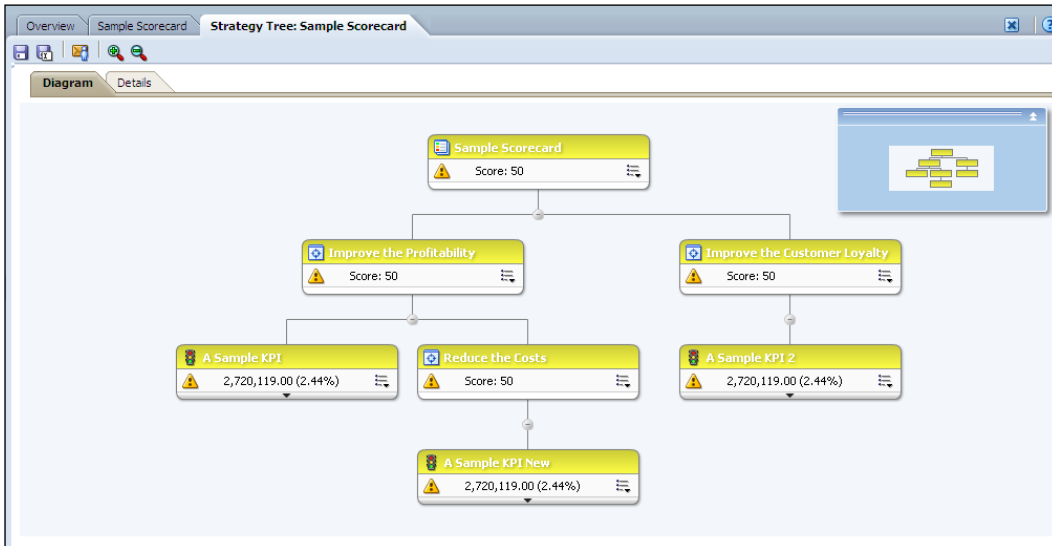 Overview
Sample Scorecard
Strategy Tree: Sample Scorecard
Diagram
Details
Sample Scorecard
Score: 50
Improve the Profitability
Score: 50
Improve the Customer Loyalty
Score: 50
A Sample KPI
2,720,119.00 (2.44%)
Reduce the Costs
Score: 50
A Sample KPI 2
2,720,119.00 (2.44%)
A Sample KPI New
2,720,119.00 (2.44%)